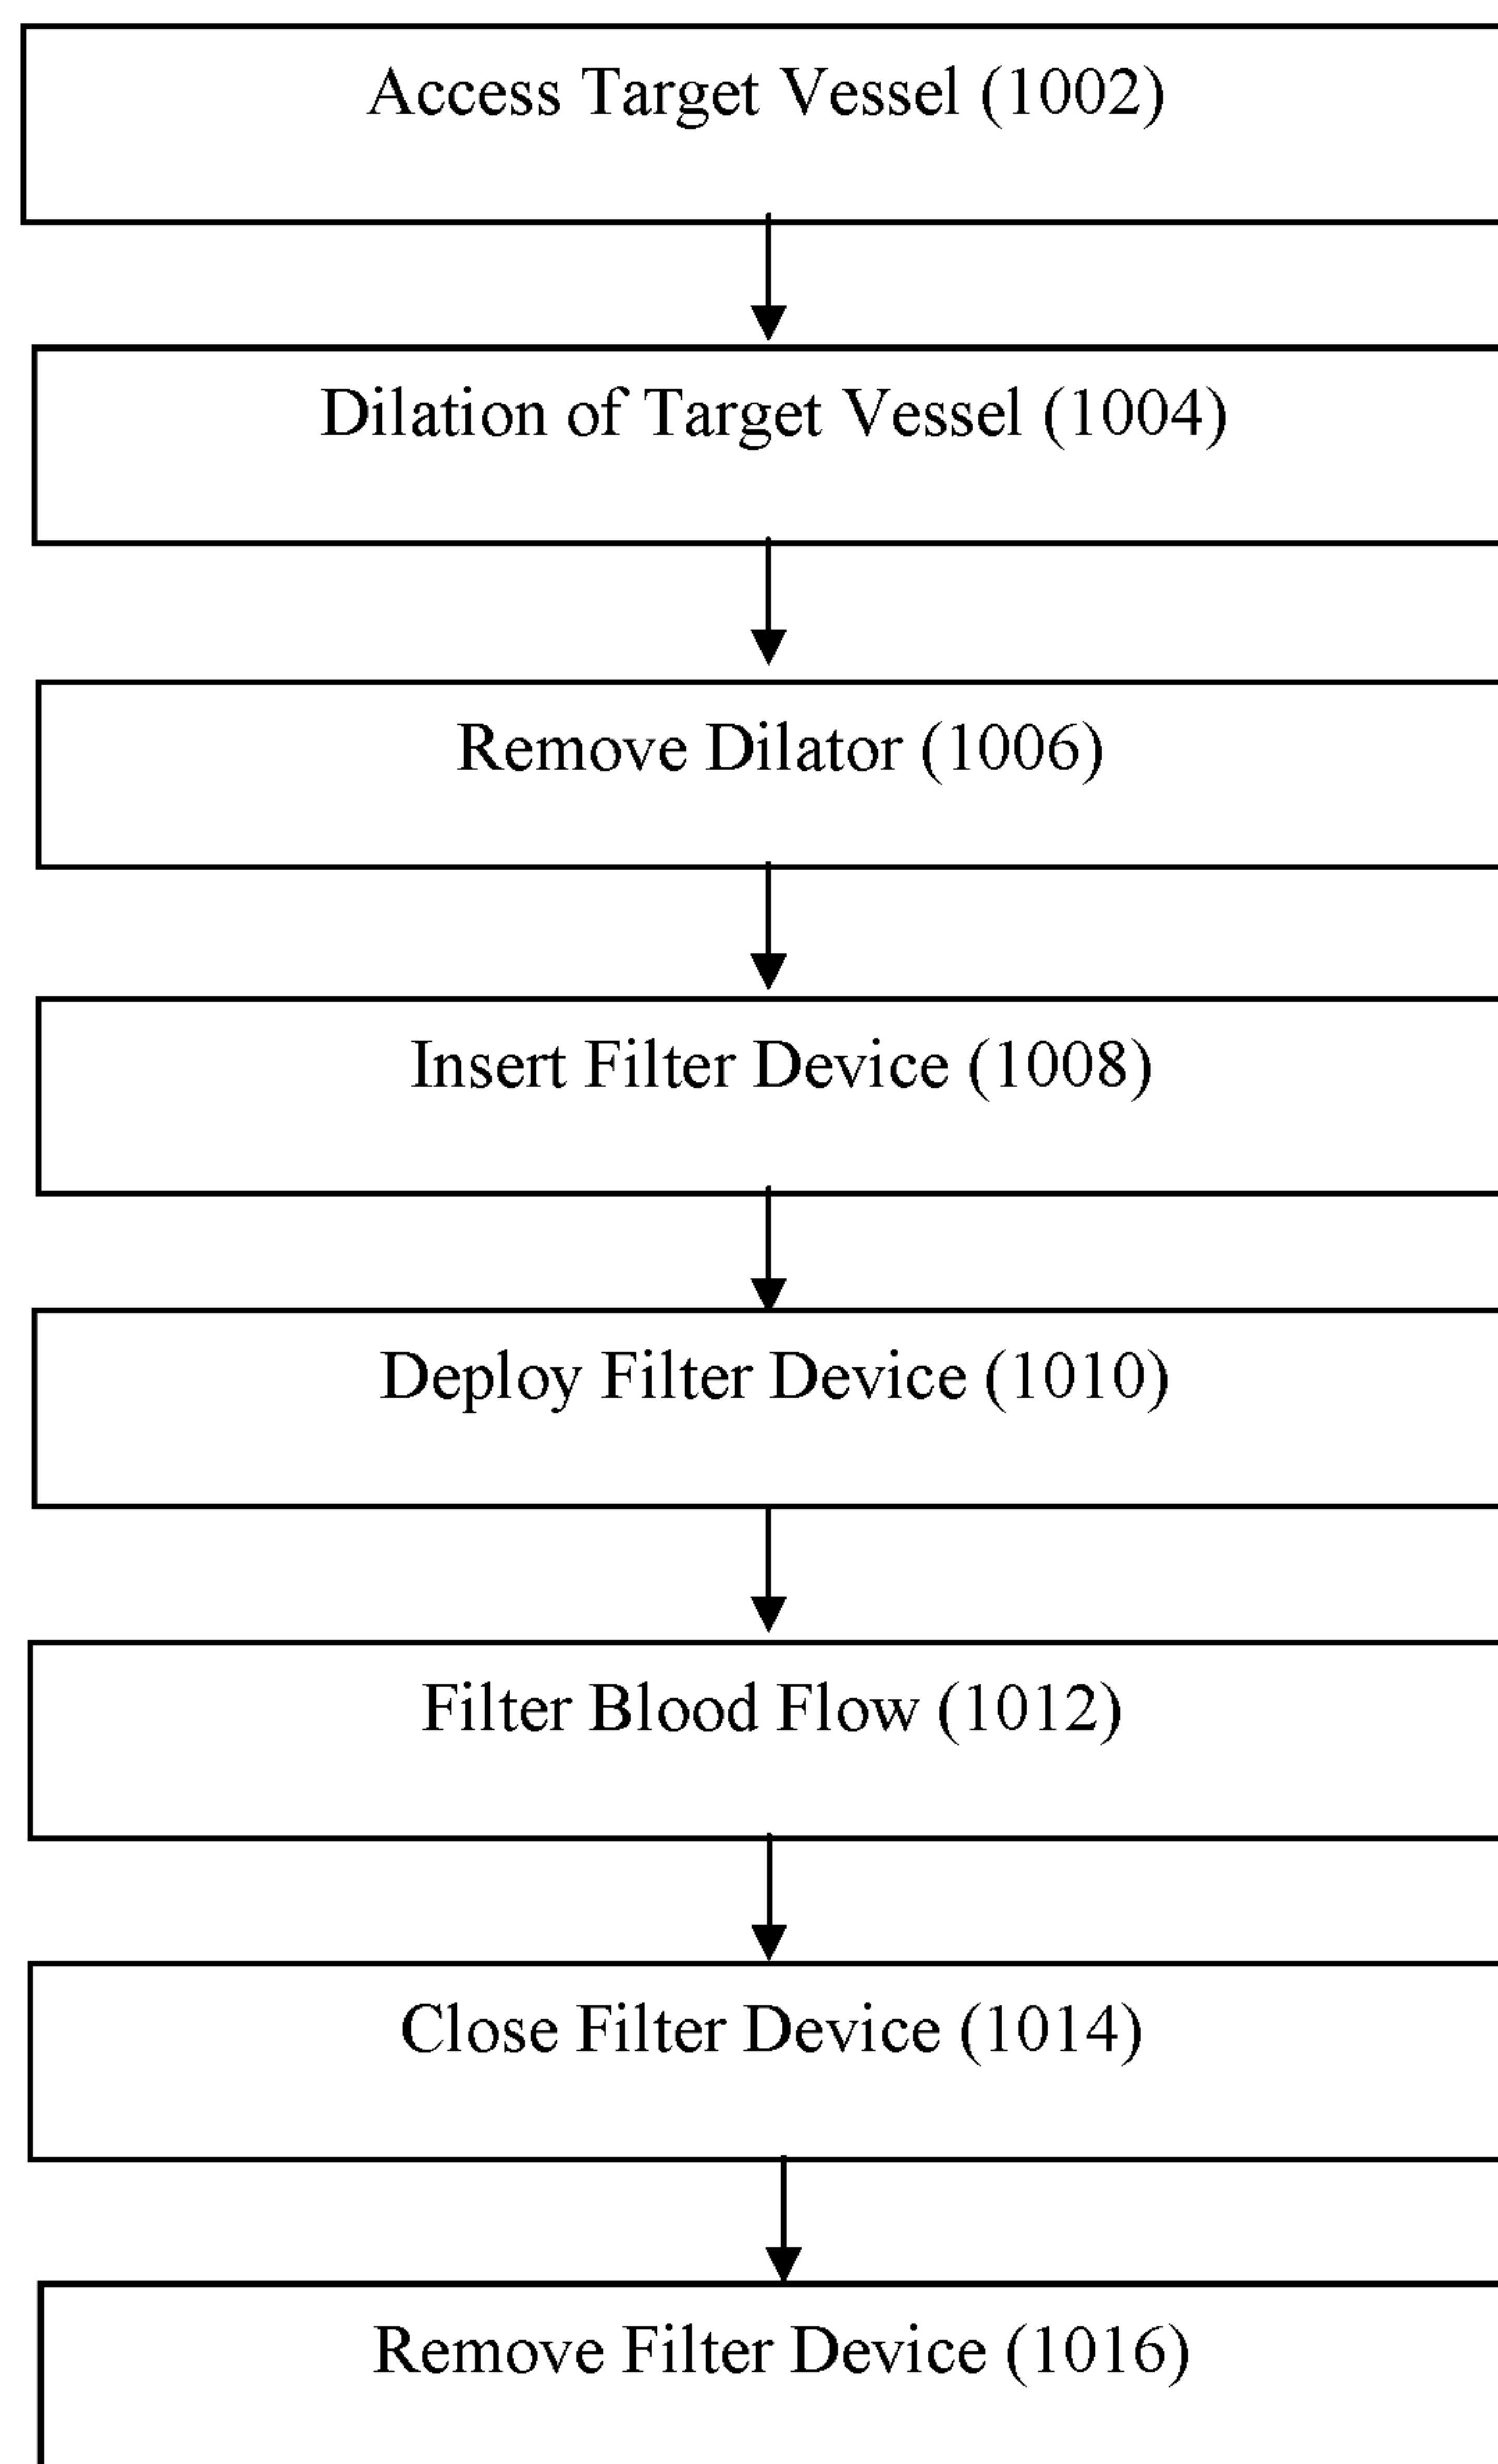 Access Target Vessel (1002)
Dilation of Target Vessel (1004)
Remove Dilator (1006)
Insert Filter Device (1008)
Deploy Filter Device (1010)
Filter Blood Flow (1012)
Close Filter Device (1014)
Remove Filter Device (1016)